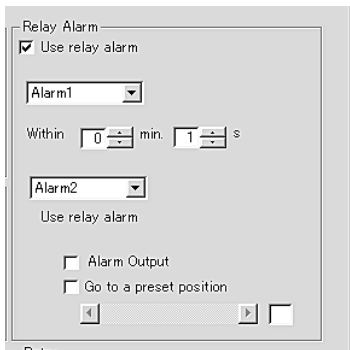 Relay Alarm
Use relay alarm
Alarm1
Within 0 min. 1 s
Alarm2
Use relay alarm
Alarm Output
Go to a preset position